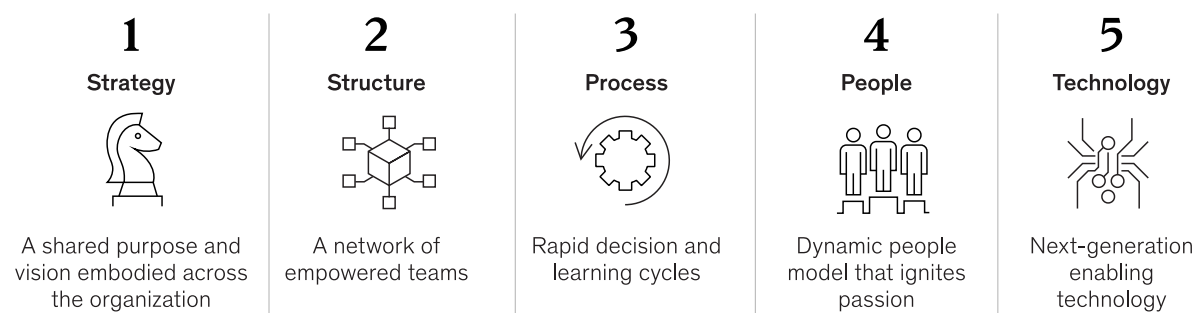 1
Strategy
A shared purpose and
vision embodied across
the organization
2
Structure
A network of
empowered teams
3
Process
Rapid decision and
learning cycles
4
People
Dynamic people
model that ignites
passion
5
Technology
Next-generation
enabling
technology